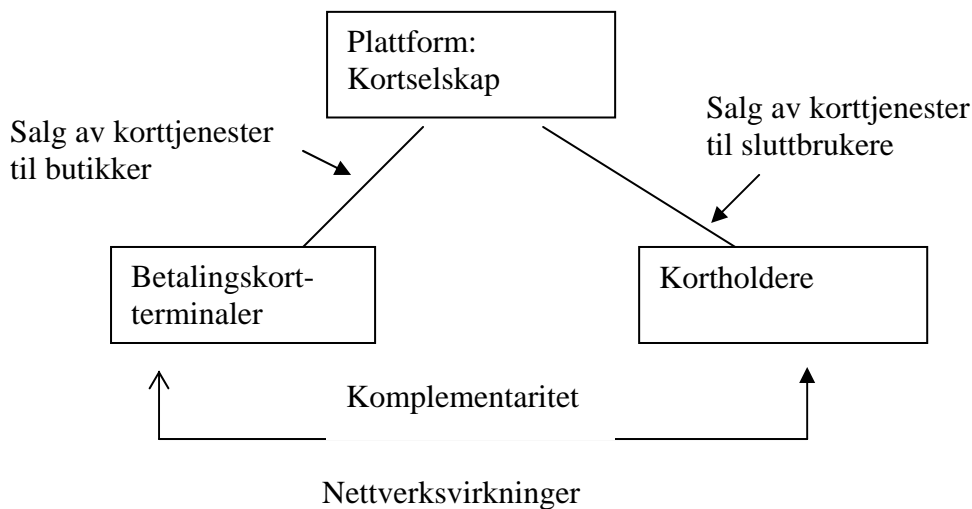 Plattform:
Kortselskap
Salg av korttjenester
til butikker
Salg av korttjenester
til sluttbrukere
Betalingskort-
terminaler
Kortholdere
Komplementaritet
Nettverksvirkninger